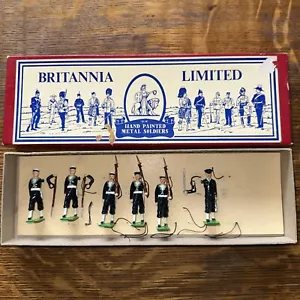 BRITANNIA LIMITED
HAND PAINTED
METAL SOLDIERS